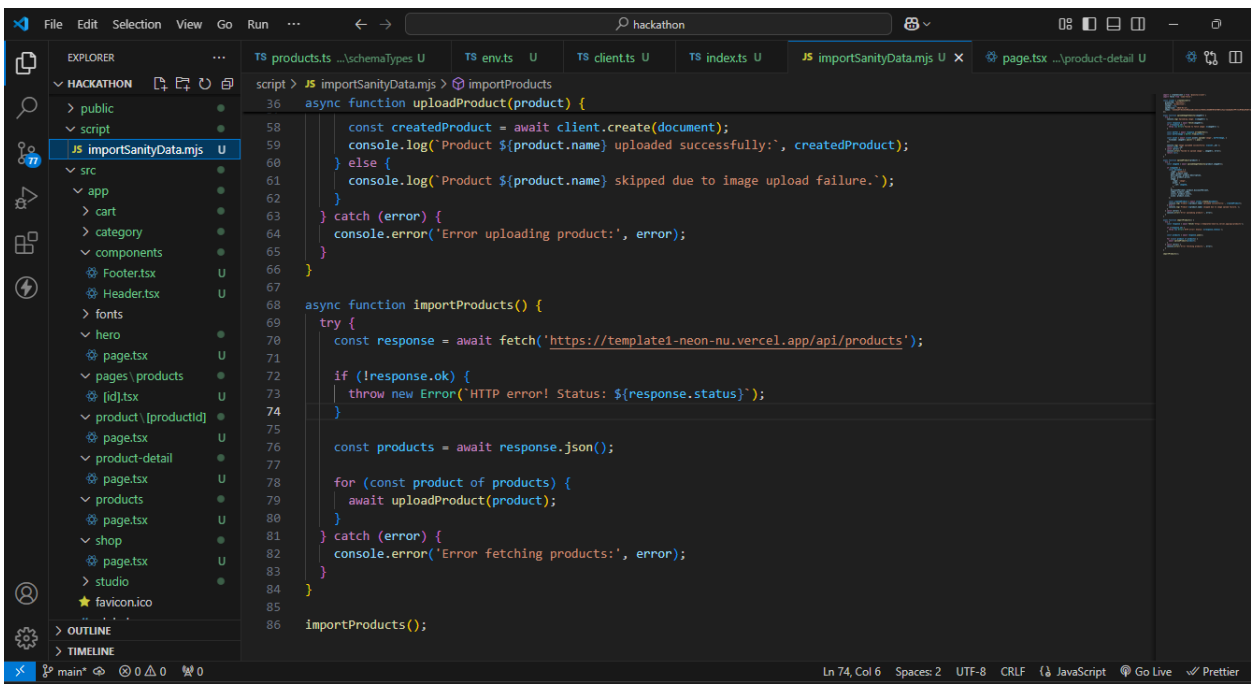 File Edit Selection View Go Run ··· ← → hackathon
EXPLORER ···
TS products.ts ...\schemaTypes U TS env.ts U TS client.ts U TS index.ts U JS importSanityData.mjs U × page.tsx ...\product-detail U
HACKATHON
script > JS importSanityData.mjs > importProducts
> public
script
JS importSanityData.mjs U
src
app
> cart
> category
components
Footer.tsx U
Header.tsx U
> fonts
hero
page.tsx U
pages\products
[id].tsx U
product\[productId]
page.tsx U
product-detail
page.tsx U
products
page.tsx U
shop
page.tsx U
> studio
favicon.ico
> OUTLINE
> TIMELINE
77
36 async function uploadProduct(product) {
58 const createdProduct = await client.create(document);
59 console.log(`Product ${product.name} uploaded successfully:`, createdProduct);
60 } else {
61 console.log(`Product ${product.name} skipped due to image upload failure.`);
62 }
63 } catch (error) {
64 console.error('Error uploading product:', error);
65 }
66 }
67
68 async function importProducts() {
69 try {
70 const response = await fetch('https://template1-neon-nu.vercel.app/api/products');
71
72 if (!response.ok) {
73 throw new Error(`HTTP error! Status: ${response.status}`);
74 }
75
76 const products = await response.json();
77
78 for (const product of products) {
79 await uploadProduct(product);
80 }
81 } catch (error) {
82 console.error('Error fetching products:', error);
83 }
84 }
85
86 importProducts();
main* 0 0 0 Ln 74, Col 6 Spaces: 2 UTF-8 CRLF {} JavaScript Go Live Prettier